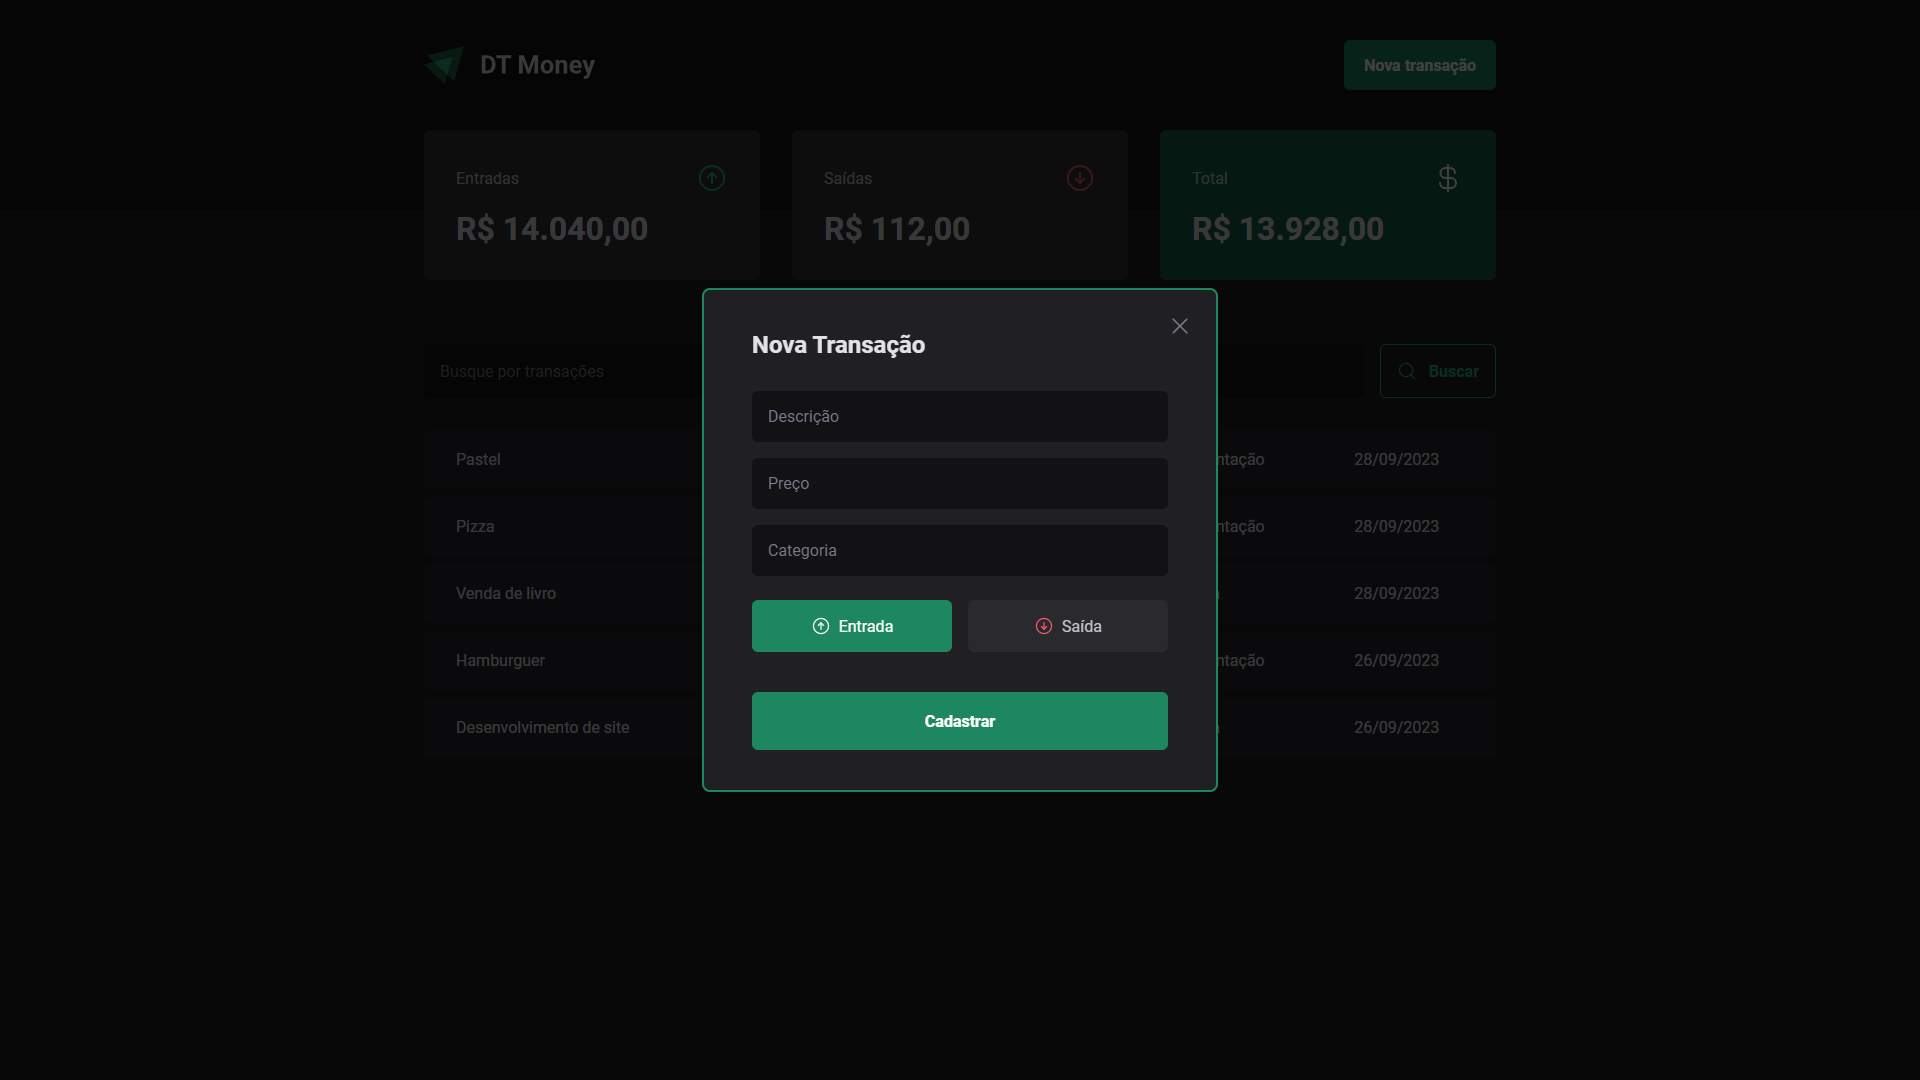 DT Money
Nova transação
Entradas
R$ 14.040,00
Saídas
R$ 112,00
Total
$
R$ 13.928,00
Nova Transação
Busque por transações
Buscar
Descrição
Preço
Categoria
Entrada
Saída
Cadastrar
Pastel
ntação 28/09/2023
Pizza
ntação 28/09/2023
Venda de livro
28/09/2023
Hamburguer
ntação 26/09/2023
Desenvolvimento de site
26/09/2023